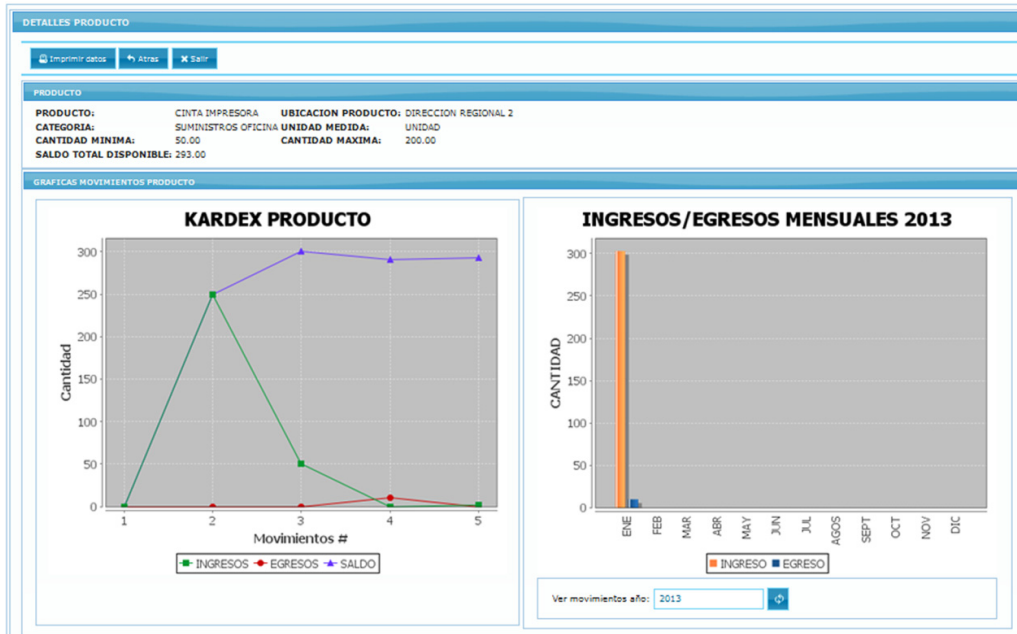 DETALLES PRODUCTO
Imprimir datos Atras Salir
PRODUCTO
PRODUCTO: CINTA IMPRESORA UBICACION PRODUCTO: DIRECCION REGIONAL 2
CATEGORIA: SUMINISTROS OFICINA UNIDAD MEDIDA: UNIDAD
CANTIDAD MINIMA: 50.00 CANTIDAD MAXIMA: 200.00
SALDO TOTAL DISPONIBLE: 293.00
GRAFICAS MOVIMIENTOS PRODUCTO
KARDEX PRODUCTO
300
250
200
150
100
50
0
Cantidad
1 2 3 4 5
Movimientos #
INGRESOS EGRESOS SALDO
INGRESOS/EGRESOS MENSUALES 2013
300
250
200
150
100
50
0
CANTIDAD
ENE FEB MAR ABR MAY JUN JUL AGOS SEPT OCT NOV DIC
INGRESO EGRESO
Ver movimientos año: 2013